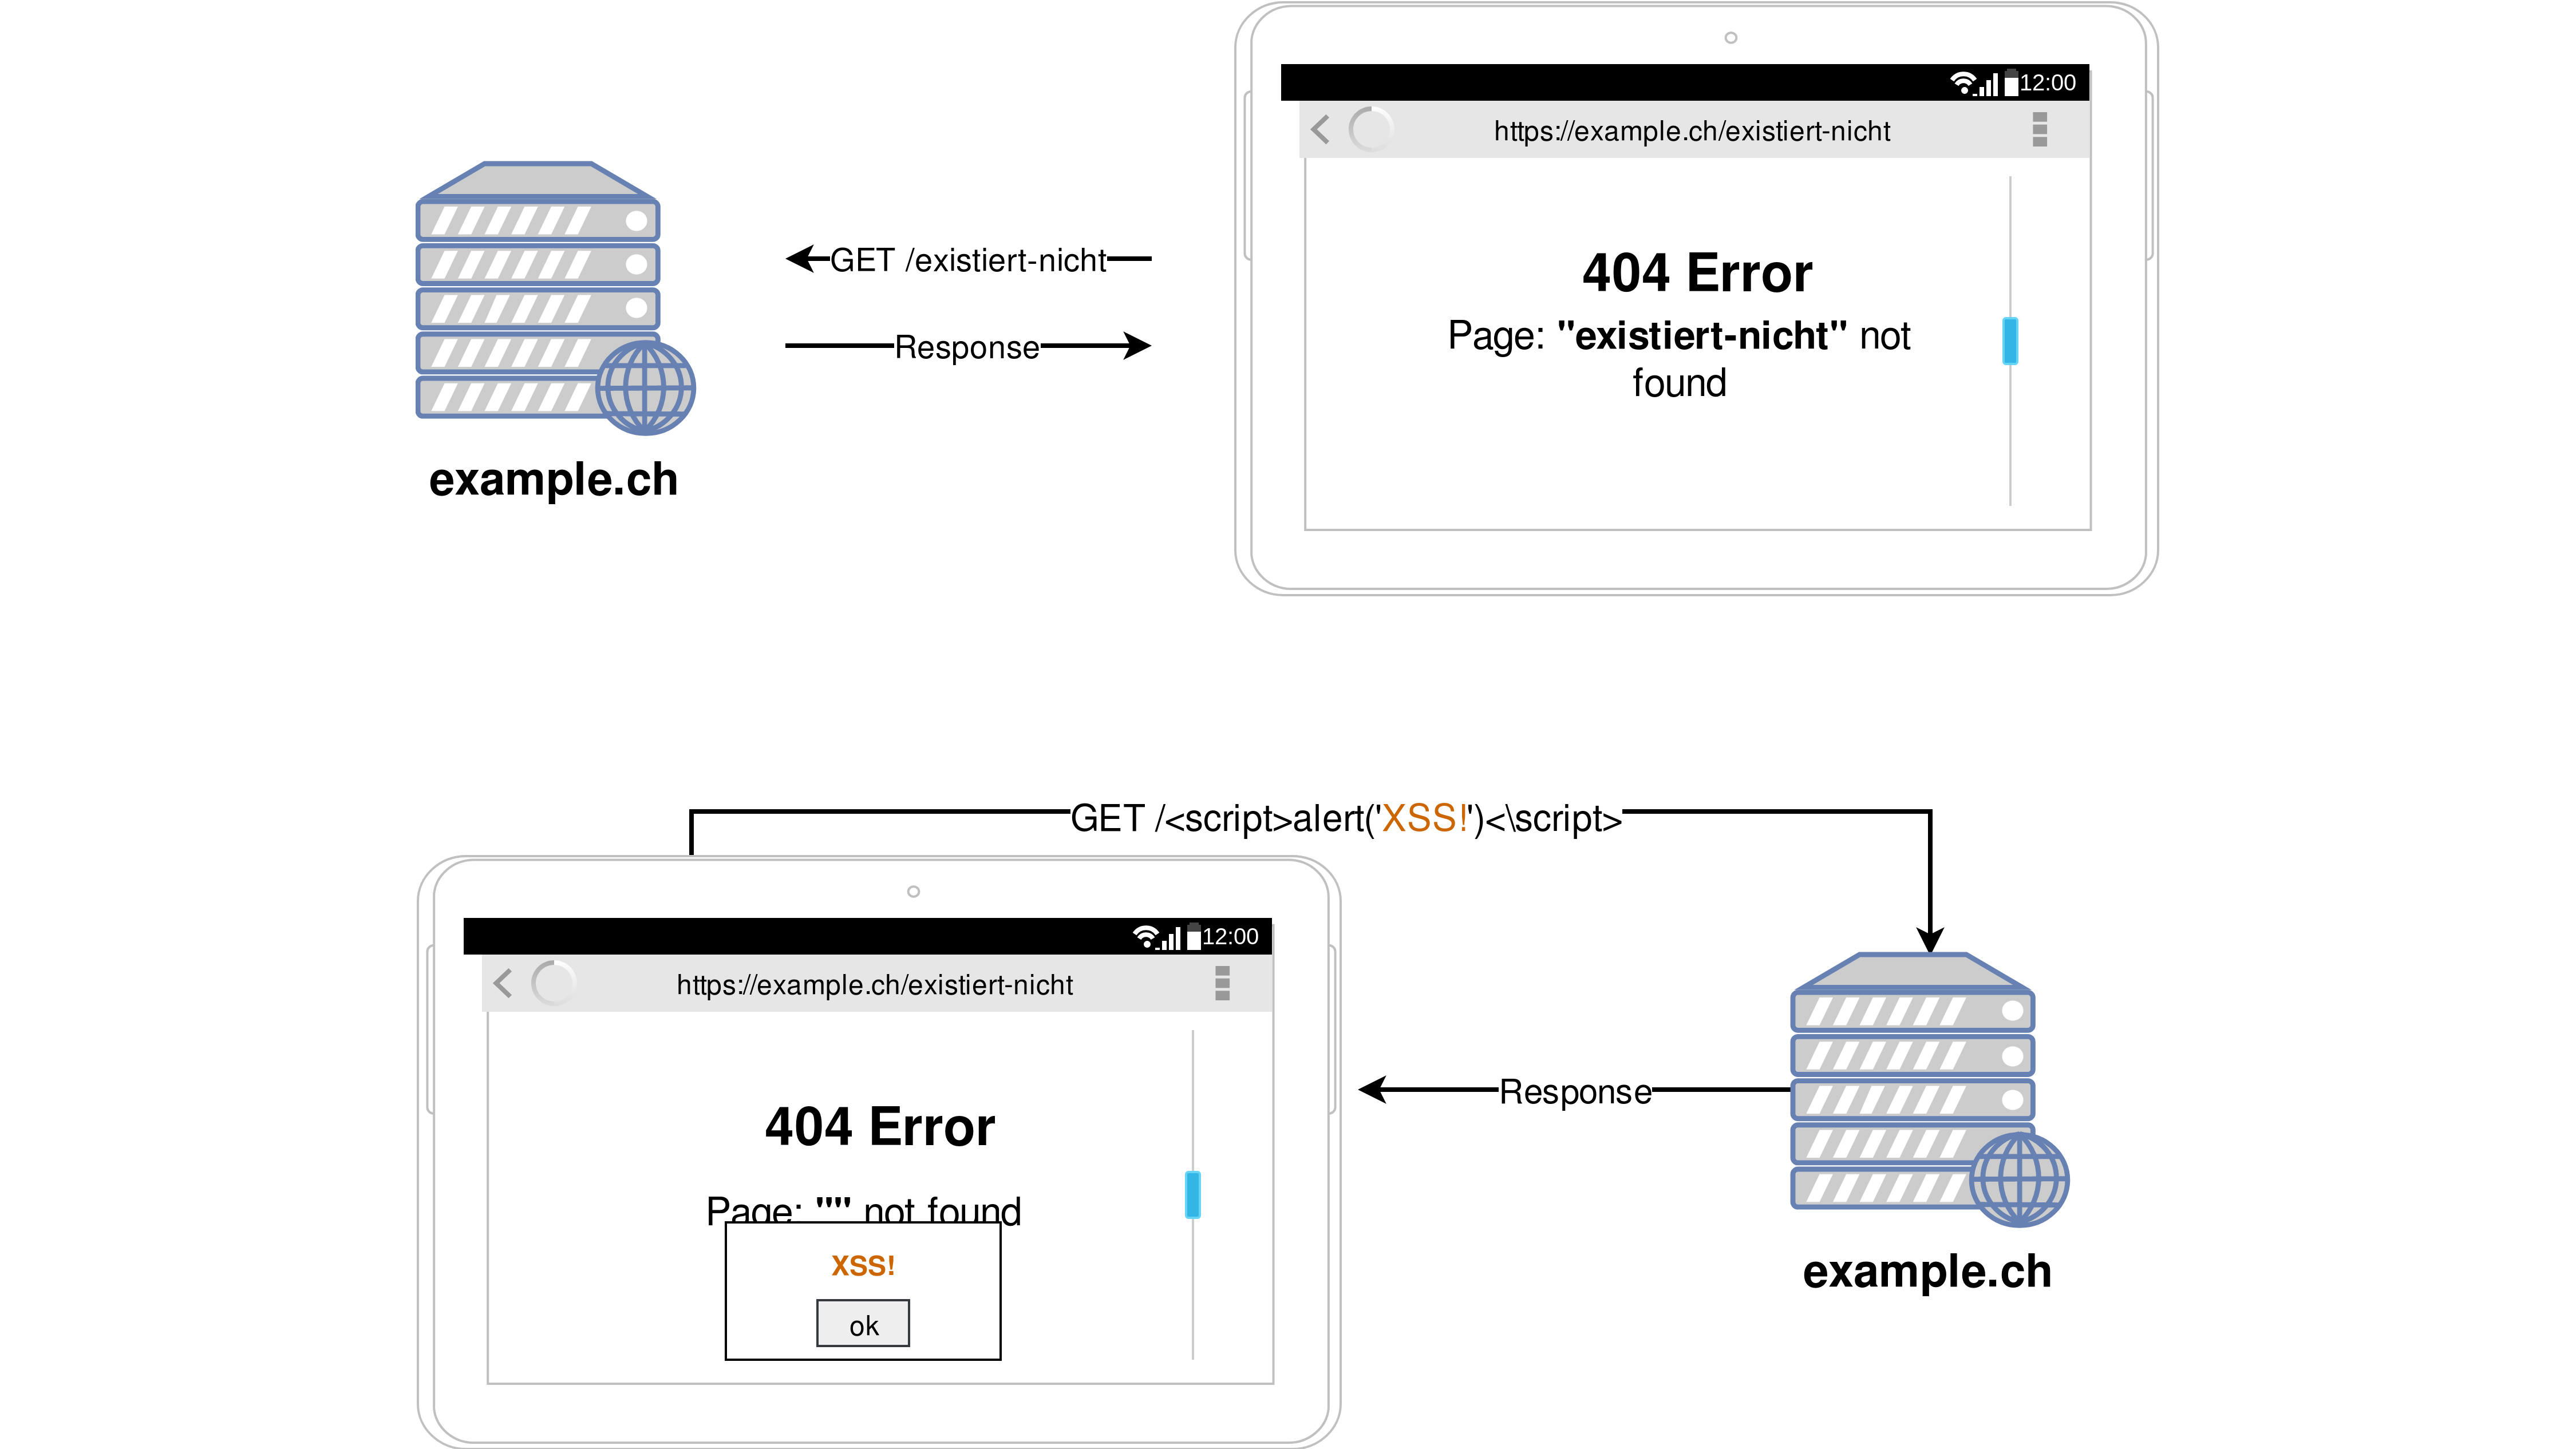 12:00
https://example.ch/existiert-nicht
GET /existiert-nicht
404 Error
Page: "existiert-nicht" not
found
Response
example.ch
GET /<script>alert('XSS!')<\script>
12:00
https://example.ch/existiert-nicht
404 Error
Response
Page: "" not found
XSS!
ok
example.ch